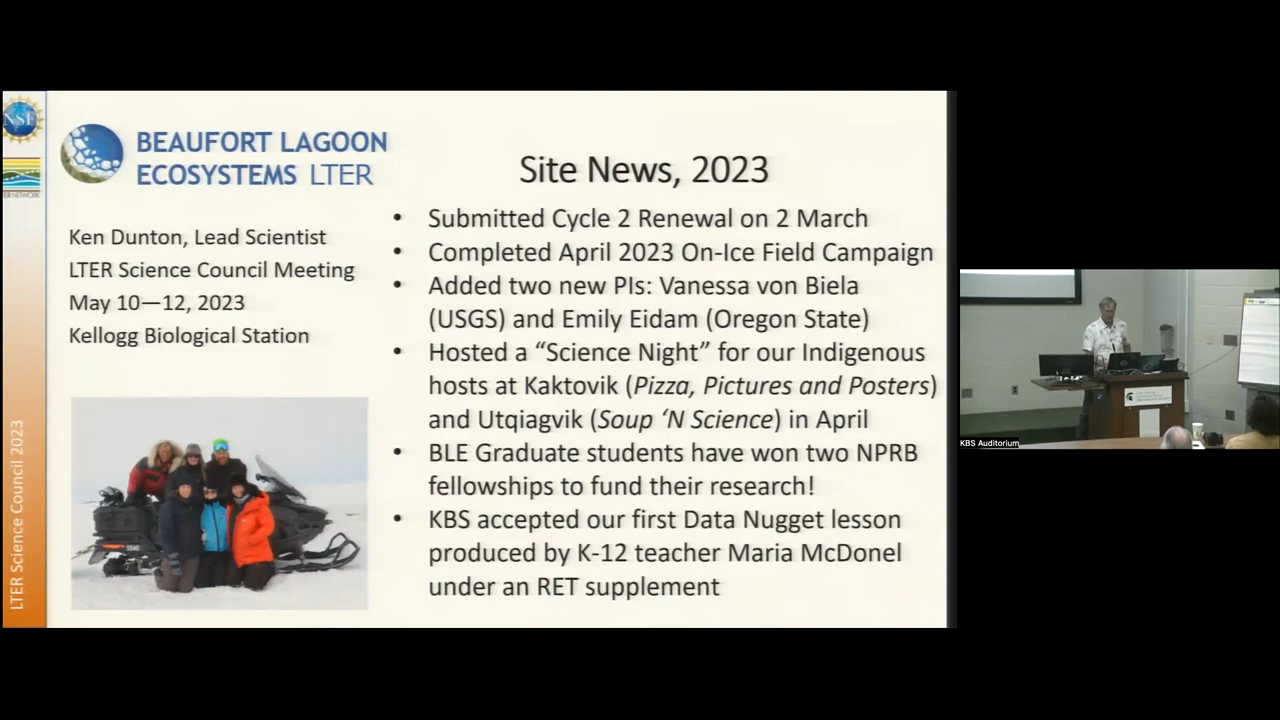 NSF
BEAUFORT LAGOON
ECOSYSTEMS LTER
Ken Dunton, Lead Scientist
LTER Science Council Meeting
May 10—12, 2023
Kellogg Biological Station
LTER Science Council 2023
Site News, 2023
• Submitted Cycle 2 Renewal on 2 March
• Completed April 2023 On-Ice Field Campaign
• Added two new PIs: Vanessa von Biela
(USGS) and Emily Eidam (Oregon State)
• Hosted a “Science Night” for our Indigenous
hosts at Kaktovik (Pizza, Pictures and Posters)
and Utqiagvik (Soup ‘N Science) in April
• BLE Graduate students have won two NPRB
fellowships to fund their research!
• KBS accepted our first Data Nugget lesson
produced by K-12 teacher Maria McDonel
under an RET supplement
KBS Auditorium